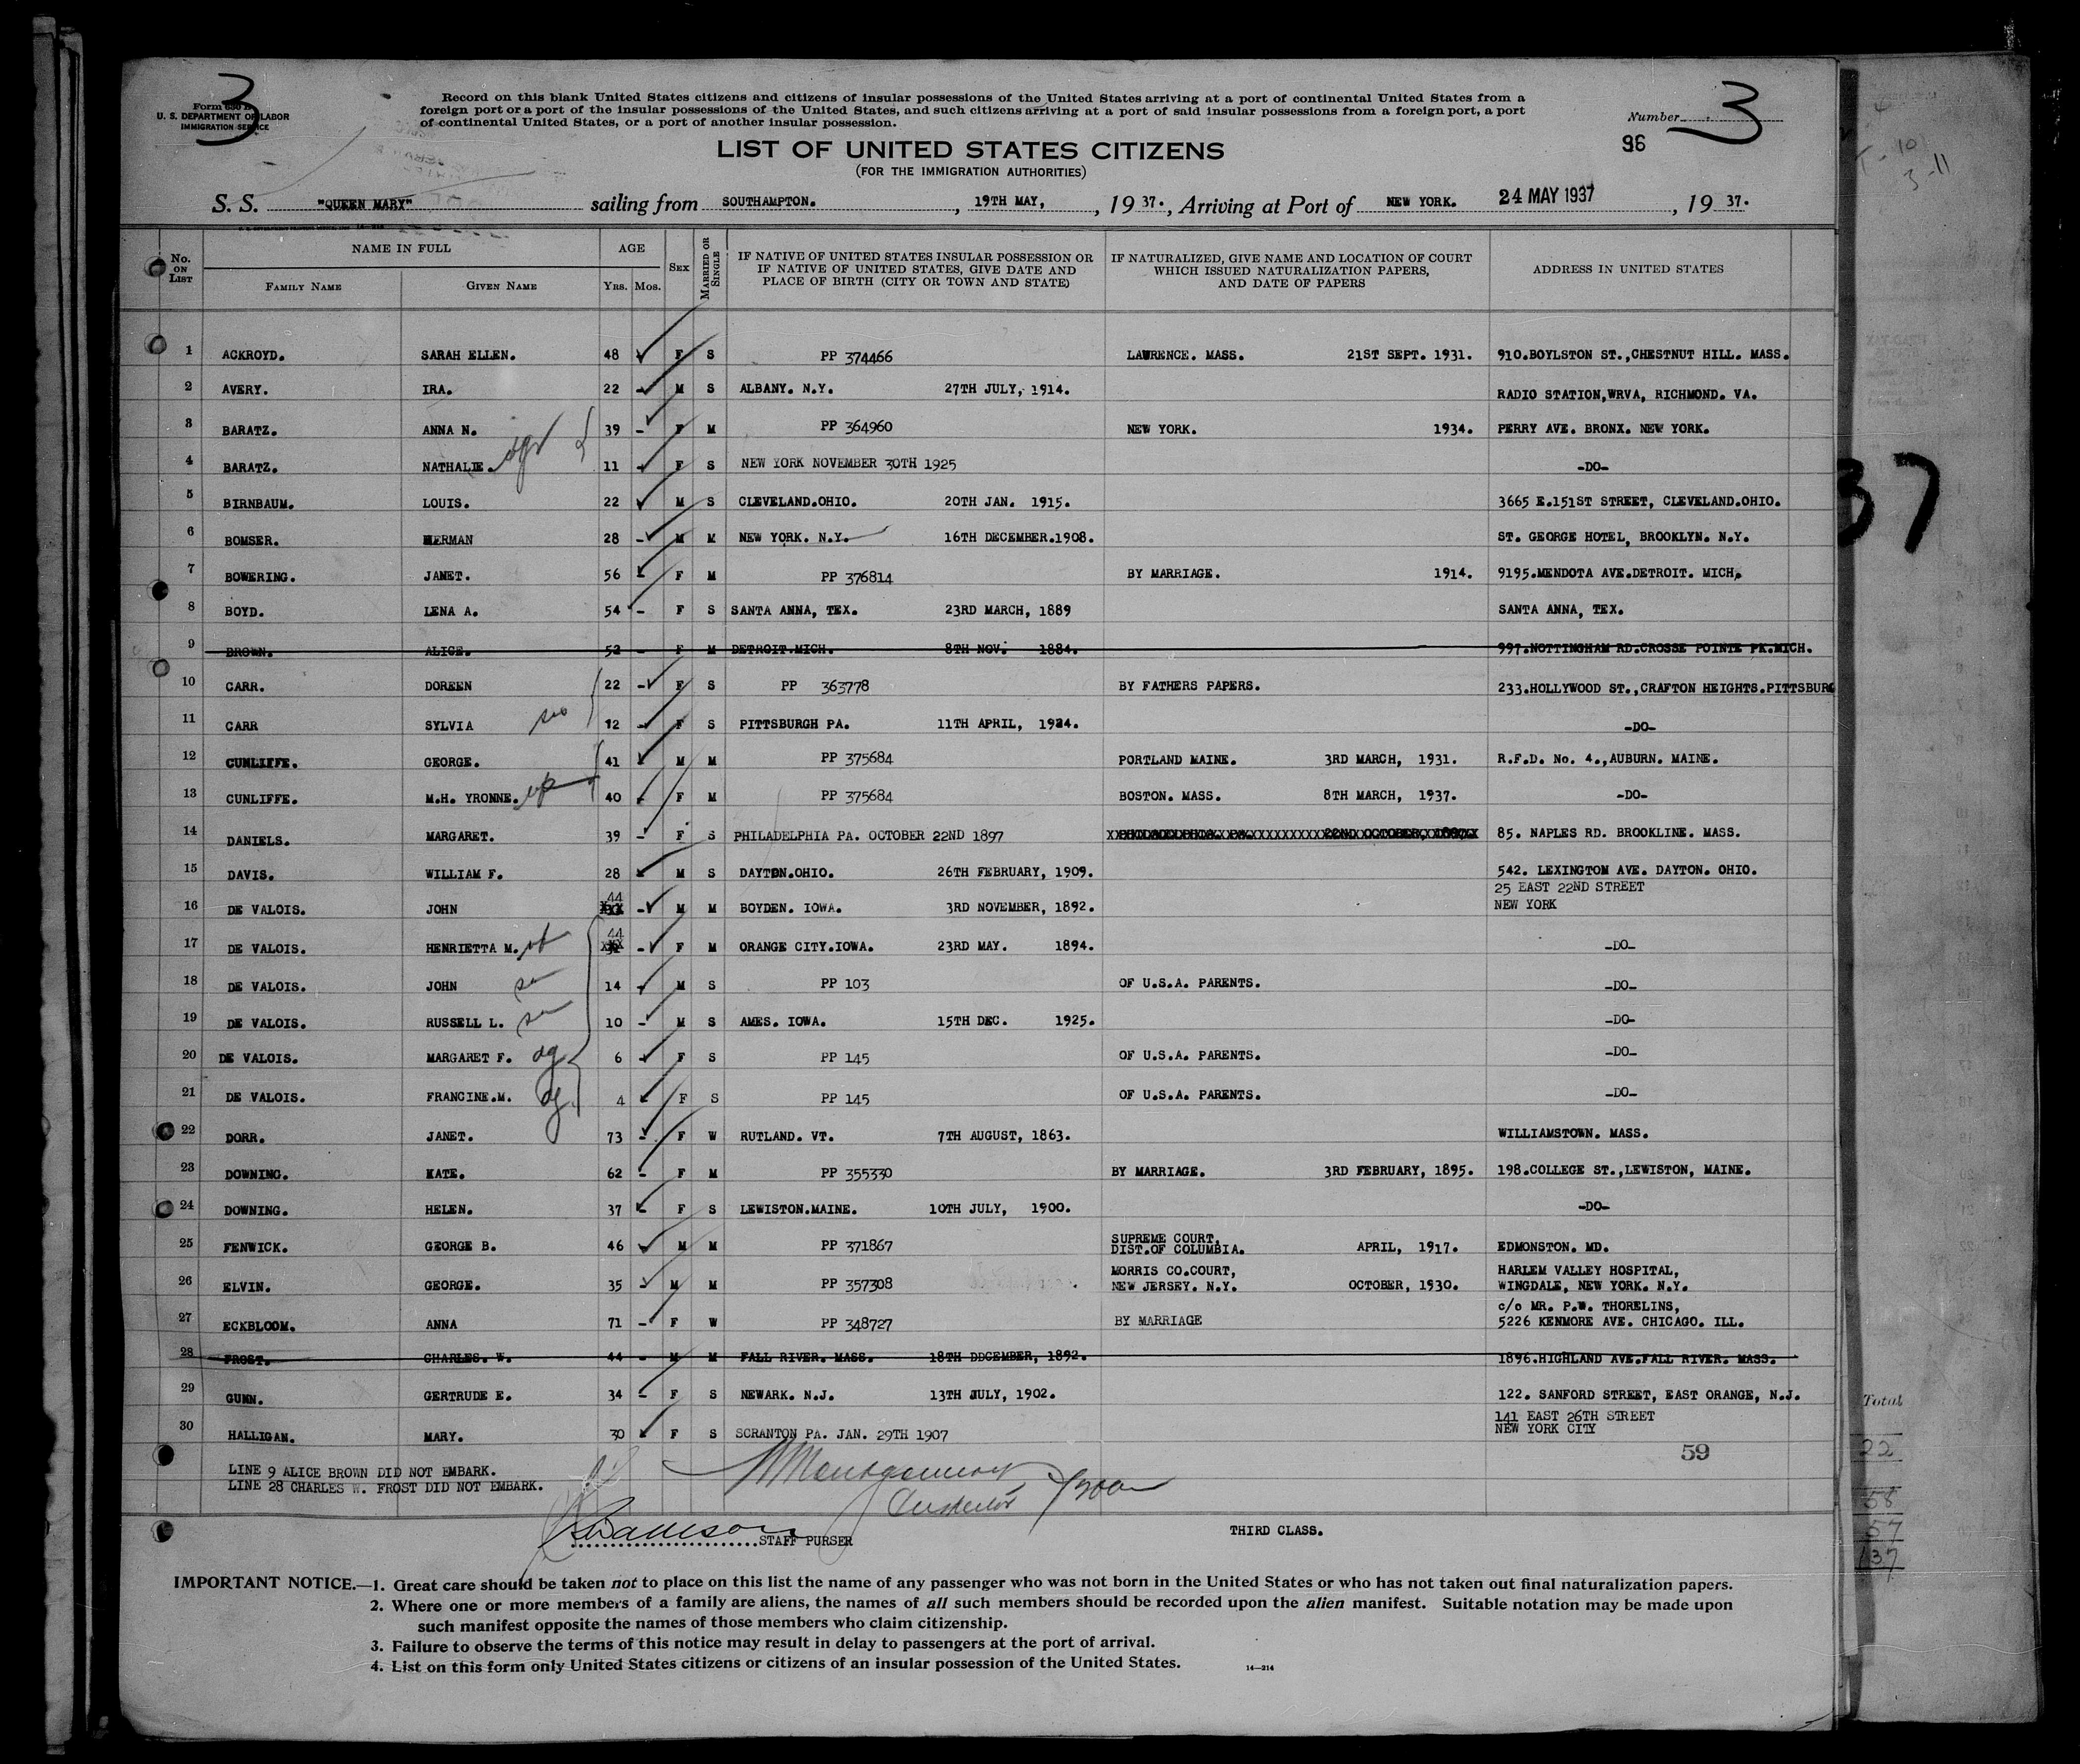 3
Form 630 B
U. S. DEPARTMENT OF LABOR
IMMIGRATION SERVICE
Record on this blank United States citizens and citizens of insular possessions of the United States arriving at a port of continental United States from a
foreign port or a port of the insular possessions of the United States, and such citizens arriving at a port of said insular possessions from a foreign port, a port
of continental United States, or a port of another insular possession.
Number 3
96
LIST OF UNITED STATES CITIZENS
(FOR THE IMMIGRATION AUTHORITIES)
S. S. "QUEEN MARY" sailing from SOUTHAMPTON. , 19TH MAY, , 19 37. , Arriving at Port of NEW YORK. 24 MAY 1937 , 19 37.
No. ON LIST NAME IN FULL FAMILY NAME GIVEN NAME AGE YRS. MOS. SEX MARRIED OR SINGLE IF NATIVE OF UNITED STATES INSULAR POSSESSION OR IF NATIVE OF UNITED STATES, GIVE DATE AND PLACE OF BIRTH (CITY OR TOWN AND STATE) IF NATURALIZED, GIVE NAME AND LOCATION OF COURT WHICH ISSUED NATURALIZATION PAPERS, AND DATE OF PAPERS ADDRESS IN UNITED STATES
1 ACKROYD. SARAH ELLEN. 48 F S PP 374466 LAWRENCE. MASS. 21ST SEPT. 1931. 910.BOYLSTON ST.,CHESTNUT HILL. MASS.
2 AVERY. IRA. 22 - M S ALBANY. N.Y. 27TH JULY, 1914. RADIO STATION,WRVA, RICHMOND. VA.
3 BARATZ. ANNA N. 39 - F M PP 364960 NEW YORK. 1934. PERRY AVE. BRONX. NEW YORK.
4 BARATZ. NATHALIE. 11 - F S NEW YORK NOVEMBER 30TH 1925 -DO-
5 BIRNBAUM. LOUIS. 22 M S CLEVELAND.OHIO. 20TH JAN. 1915. 3665 E.151ST STREET, CLEVELAND.OHIO.
6 BOMSER. HERMAN 28 - M M NEW YORK. N.Y. 16TH DECEMBER.1908. ST. GEORGE HOTEL, BROOKLYN. N.Y.
7 BOWERING. JANET. 56 - F M PP 376814 BY MARRIAGE. 1914. 9195.MENDOTA AVE.DETROIT. MICH.
8 BOYD. LENA A. 54 - F S SANTA ANNA, TEX. 23RD MARCH, 1889 SANTA ANNA, TEX.
9 BROWN. ALICE. 52 - F M DETROIT.MICH. 8TH NOV. 1884. 997.NOTTINGHAM RD.CROSSE POINTE PK.MICH.
10 CARR. DOREEN 22 - F S PP 363778 BY FATHERS PAPERS. 233.HOLLYWOOD ST.,CRAFTON HEIGHTS.PITTSBURG
11 CARR SYLVIA sis 12 - F S PITTSBURGH PA. 11TH APRIL, 1924. -DO-
12 CUNLIFFE. GEORGE. 41 M M PP 375684 PORTLAND MAINE. 3RD MARCH, 1931. R.F.D. No. 4.,AUBURN. MAINE.
13 CUNLIFFE. M.H. YRONNE. 40 - F M PP 375684 BOSTON. MASS. 8TH MARCH, 1937. -DO-
14 DANIELS. MARGARET. 39 - F S PHILADELPHIA PA. OCTOBER 22ND 1897 85. NAPLES RD. BROOKLINE. MASS.
15 DAVIS. WILLIAM F. 28 M S DAYTON.OHIO. 26TH FEBRUARY, 1909. 542. LEXINGTON AVE. DAYTON. OHIO.
16 DE VALOIS. JOHN 44 - M M BOYDEN. IOWA. 3RD NOVEMBER, 1892. 25 EAST 22ND STREET
NEW YORK
17 DE VALOIS. HENRIETTA M. 44 - F M ORANGE CITY.IOWA. 23RD MAY. 1894. -DO-
18 DE VALOIS. JOHN 14 - M S PP 103 OF U.S.A. PARENTS. -DO-
19 DE VALOIS. RUSSELL L. 10 - M S AMES. IOWA. 15TH DEC. 1925. -DO-
20 DE VALOIS. MARGARET F. dg 6 - F S PP 145 OF U.S.A. PARENTS. -DO-
21 DE VALOIS. FRANCINE.M. dg. 4 F S PP 145 OF U.S.A. PARENTS. -DO-
22 DORR. JANET. 73 - F W RUTLAND. VT. 7TH AUGUST, 1863. WILLIAMSTOWN. MASS.
23 DOWNING. KATE. 62 - F M PP 355330 BY MARRIAGE. 3RD FEBRUARY, 1895. 198.COLLEGE ST.,LEWISTON, MAINE.
24 DOWNING. HELEN. 37 - F S LEWISTON.MAINE. 10TH JULY, 1900. -DO-
25 FENWICK. GEORGE B. 46 M M PP 371867 SUPREME COURT,
DIST.OF COLUMBIA. APRIL, 1917. EDMONSTON. MD.
26 ELVIN. GEORGE. 35 - M M PP 357308 MORRIS CO.COURT,
NEW JERSEY. N.Y. OCTOBER, 1930. HARLEM VALLEY HOSPITAL,
WINGDALE, NEW YORK. N.Y.
27 ECKBLOOM. ANNA 71 - F W PP 348727 BY MARRIAGE c/o MR. P.W. THORELINS,
5226 KENMORE AVE. CHICAGO. ILL.
28 FROST. CHARLES. W. 44 - M M FALL RIVER. MASS. 18TH DDCEMBER, 1892. 1896.HIGHLAND AVE.FALL RIVER. MASS.
29 GUNN. GERTRUDE E. 34 - F S NEWARK. N.J. 13TH JULY, 1902. 122. SANFORD STREET, EAST ORANGE, N.J.
30 HALLIGAN. MARY. 30 F S SCRANTON PA. JAN. 29TH 1907 141 EAST 26TH STREET
NEW YORK CITY
59
LINE 9 ALICE BROWN DID NOT EMBARK.
LINE 28 CHARLES W. FROST DID NOT EMBARK.
Montgomery
Inspector
STAFF PURSER
THIRD CLASS.
IMPORTANT NOTICE.—1. Great care should be taken not to place on this list the name of any passenger who was not born in the United States or who has not taken out final naturalization papers.
2. Where one or more members of a family are aliens, the names of all such members should be recorded upon the alien manifest. Suitable notation may be made upon
such manifest opposite the names of those members who claim citizenship.
3. Failure to observe the terms of this notice may result in delay to passengers at the port of arrival.
4. List on this form only United States citizens or citizens of an insular possession of the United States.
14—214
37
10
3-11
Total
22
58
57
137